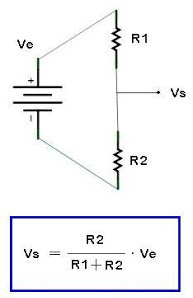 Ve
R1
+
Vs
-
R2
Vs = R2 / (R1+R2) · Ve